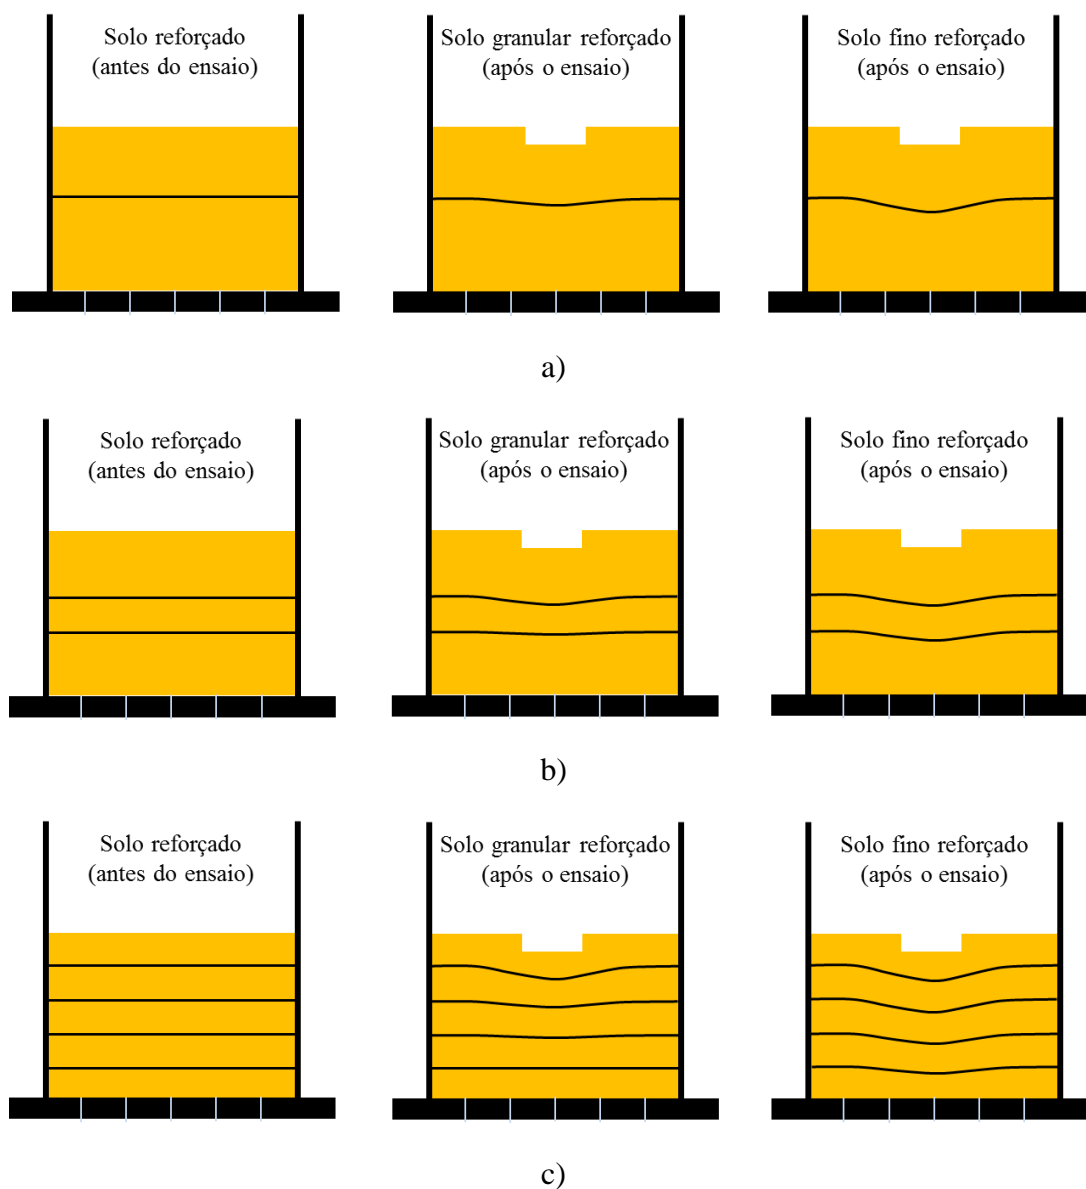 Solo reforçado
(antes do ensaio)
Solo granular reforçado
(após o ensaio)
Solo fino reforçado
(após o ensaio)
a)
Solo reforçado
(antes do ensaio)
Solo granular reforçado
(após o ensaio)
Solo fino reforçado
(após o ensaio)
b)
Solo reforçado
(antes do ensaio)
Solo granular reforçado
(após o ensaio)
Solo fino reforçado
(após o ensaio)
c)